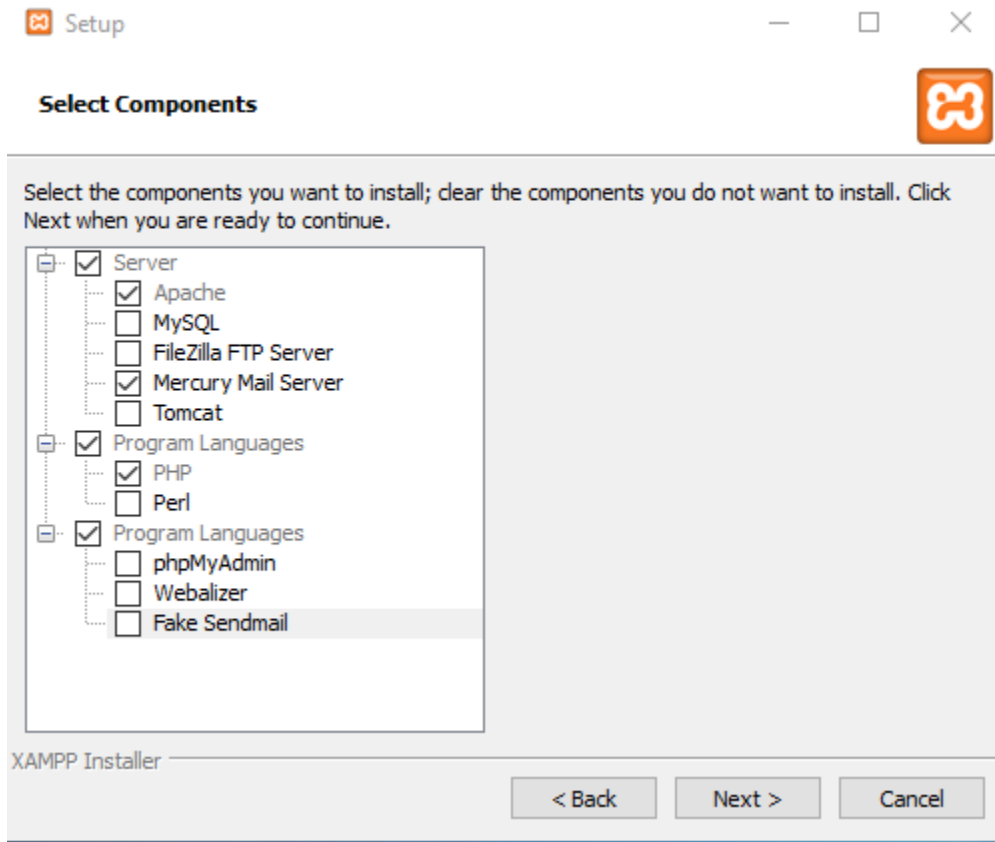 Setup
Select Components
Select the components you want to install; clear the components you do not want to install. Click
Next when you are ready to continue.
Server
Apache
MySQL
FileZilla FTP Server
Mercury Mail Server
Tomcat
Program Languages
PHP
Perl
Program Languages
phpMyAdmin
Webalizer
Fake Sendmail
XAMPP Installer
< Back
Next >
Cancel